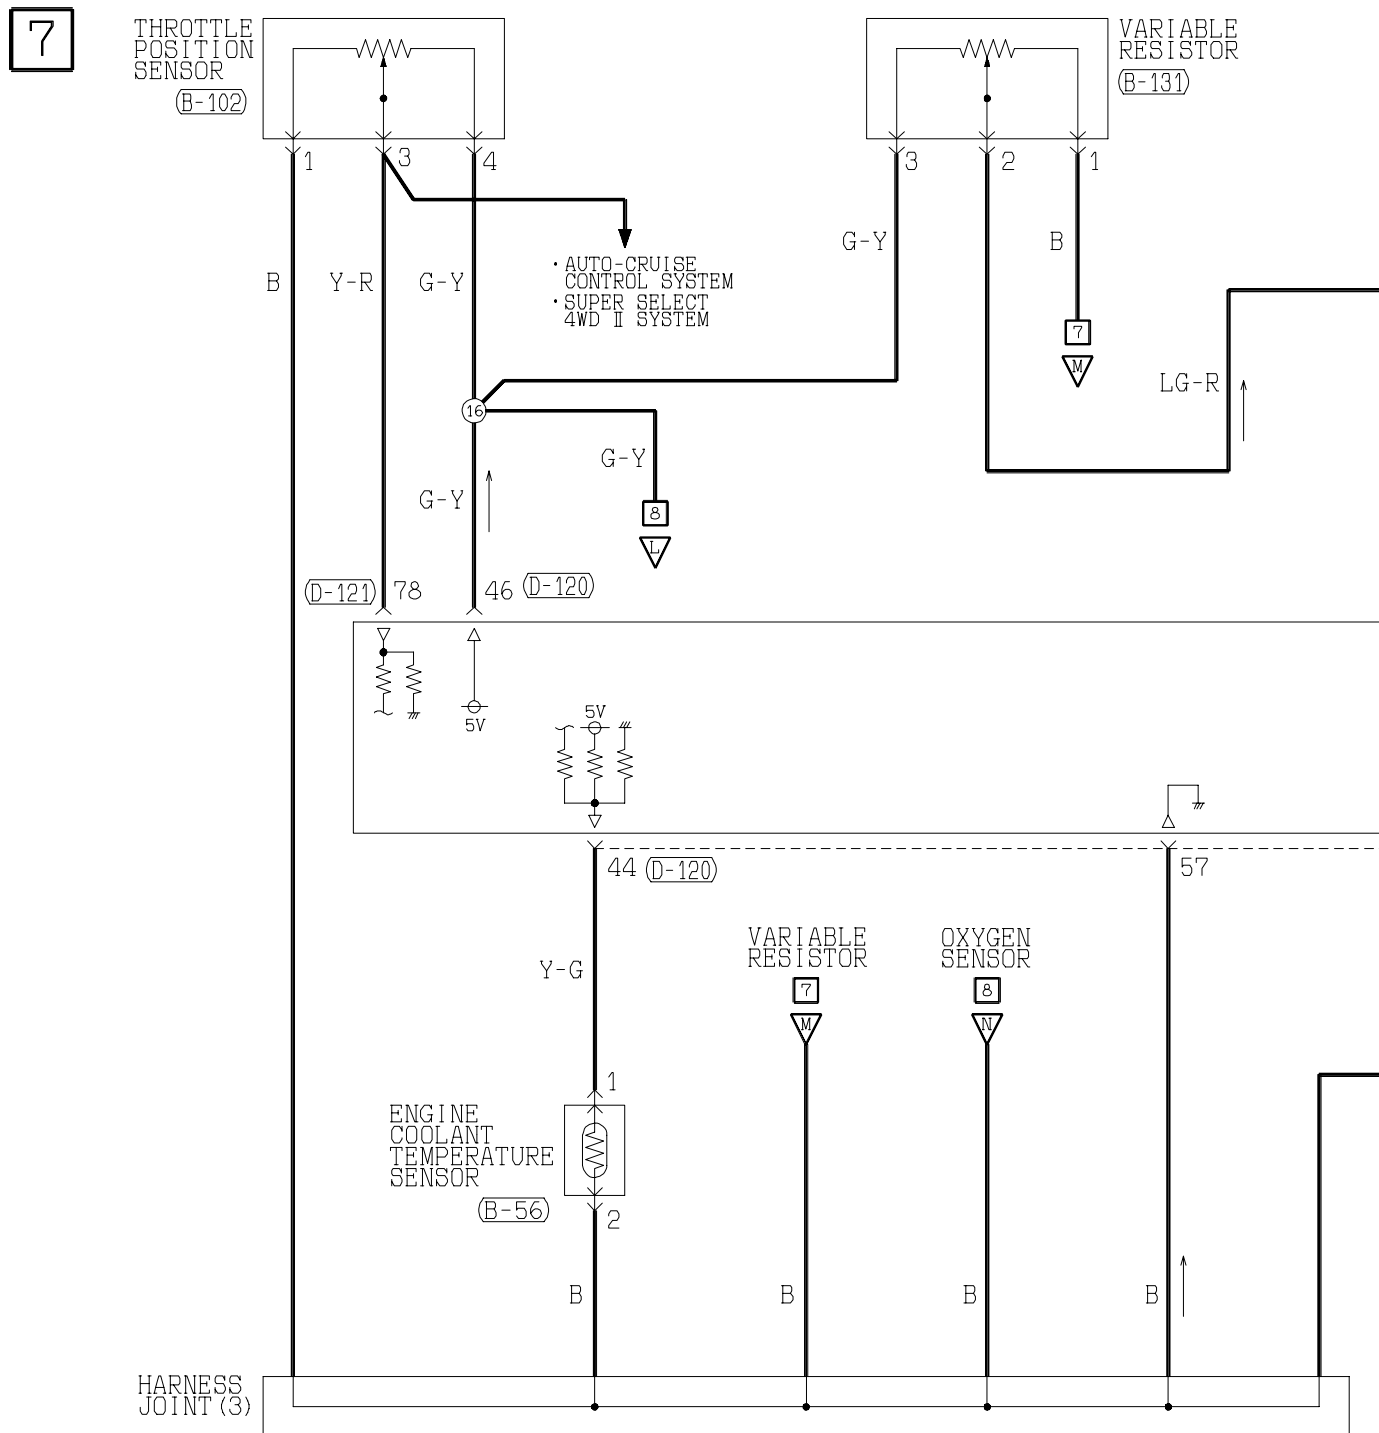 7
THROTTLE
POSITION
SENSOR
(B-102)
VARIABLE
RESISTOR
(B-131)
1
3
4
3
2
1
B
Y-R
G-Y
G-Y
B
・AUTO-CRUISE
CONTROL SYSTEM
・SUPER SELECT
4WD Ⅱ SYSTEM
7
M
LG-R
16
G-Y
G-Y
8
L
(D-121)
78
46
(D-120)
5V
5V
44
(D-120)
57
VARIABLE
RESISTOR
OXYGEN
SENSOR
Y-G
7
8
M
N
1
ENGINE
COOLANT
TEMPERATURE
SENSOR
(B-56)
2
B
B
B
B
HARNESS
JOINT(3)